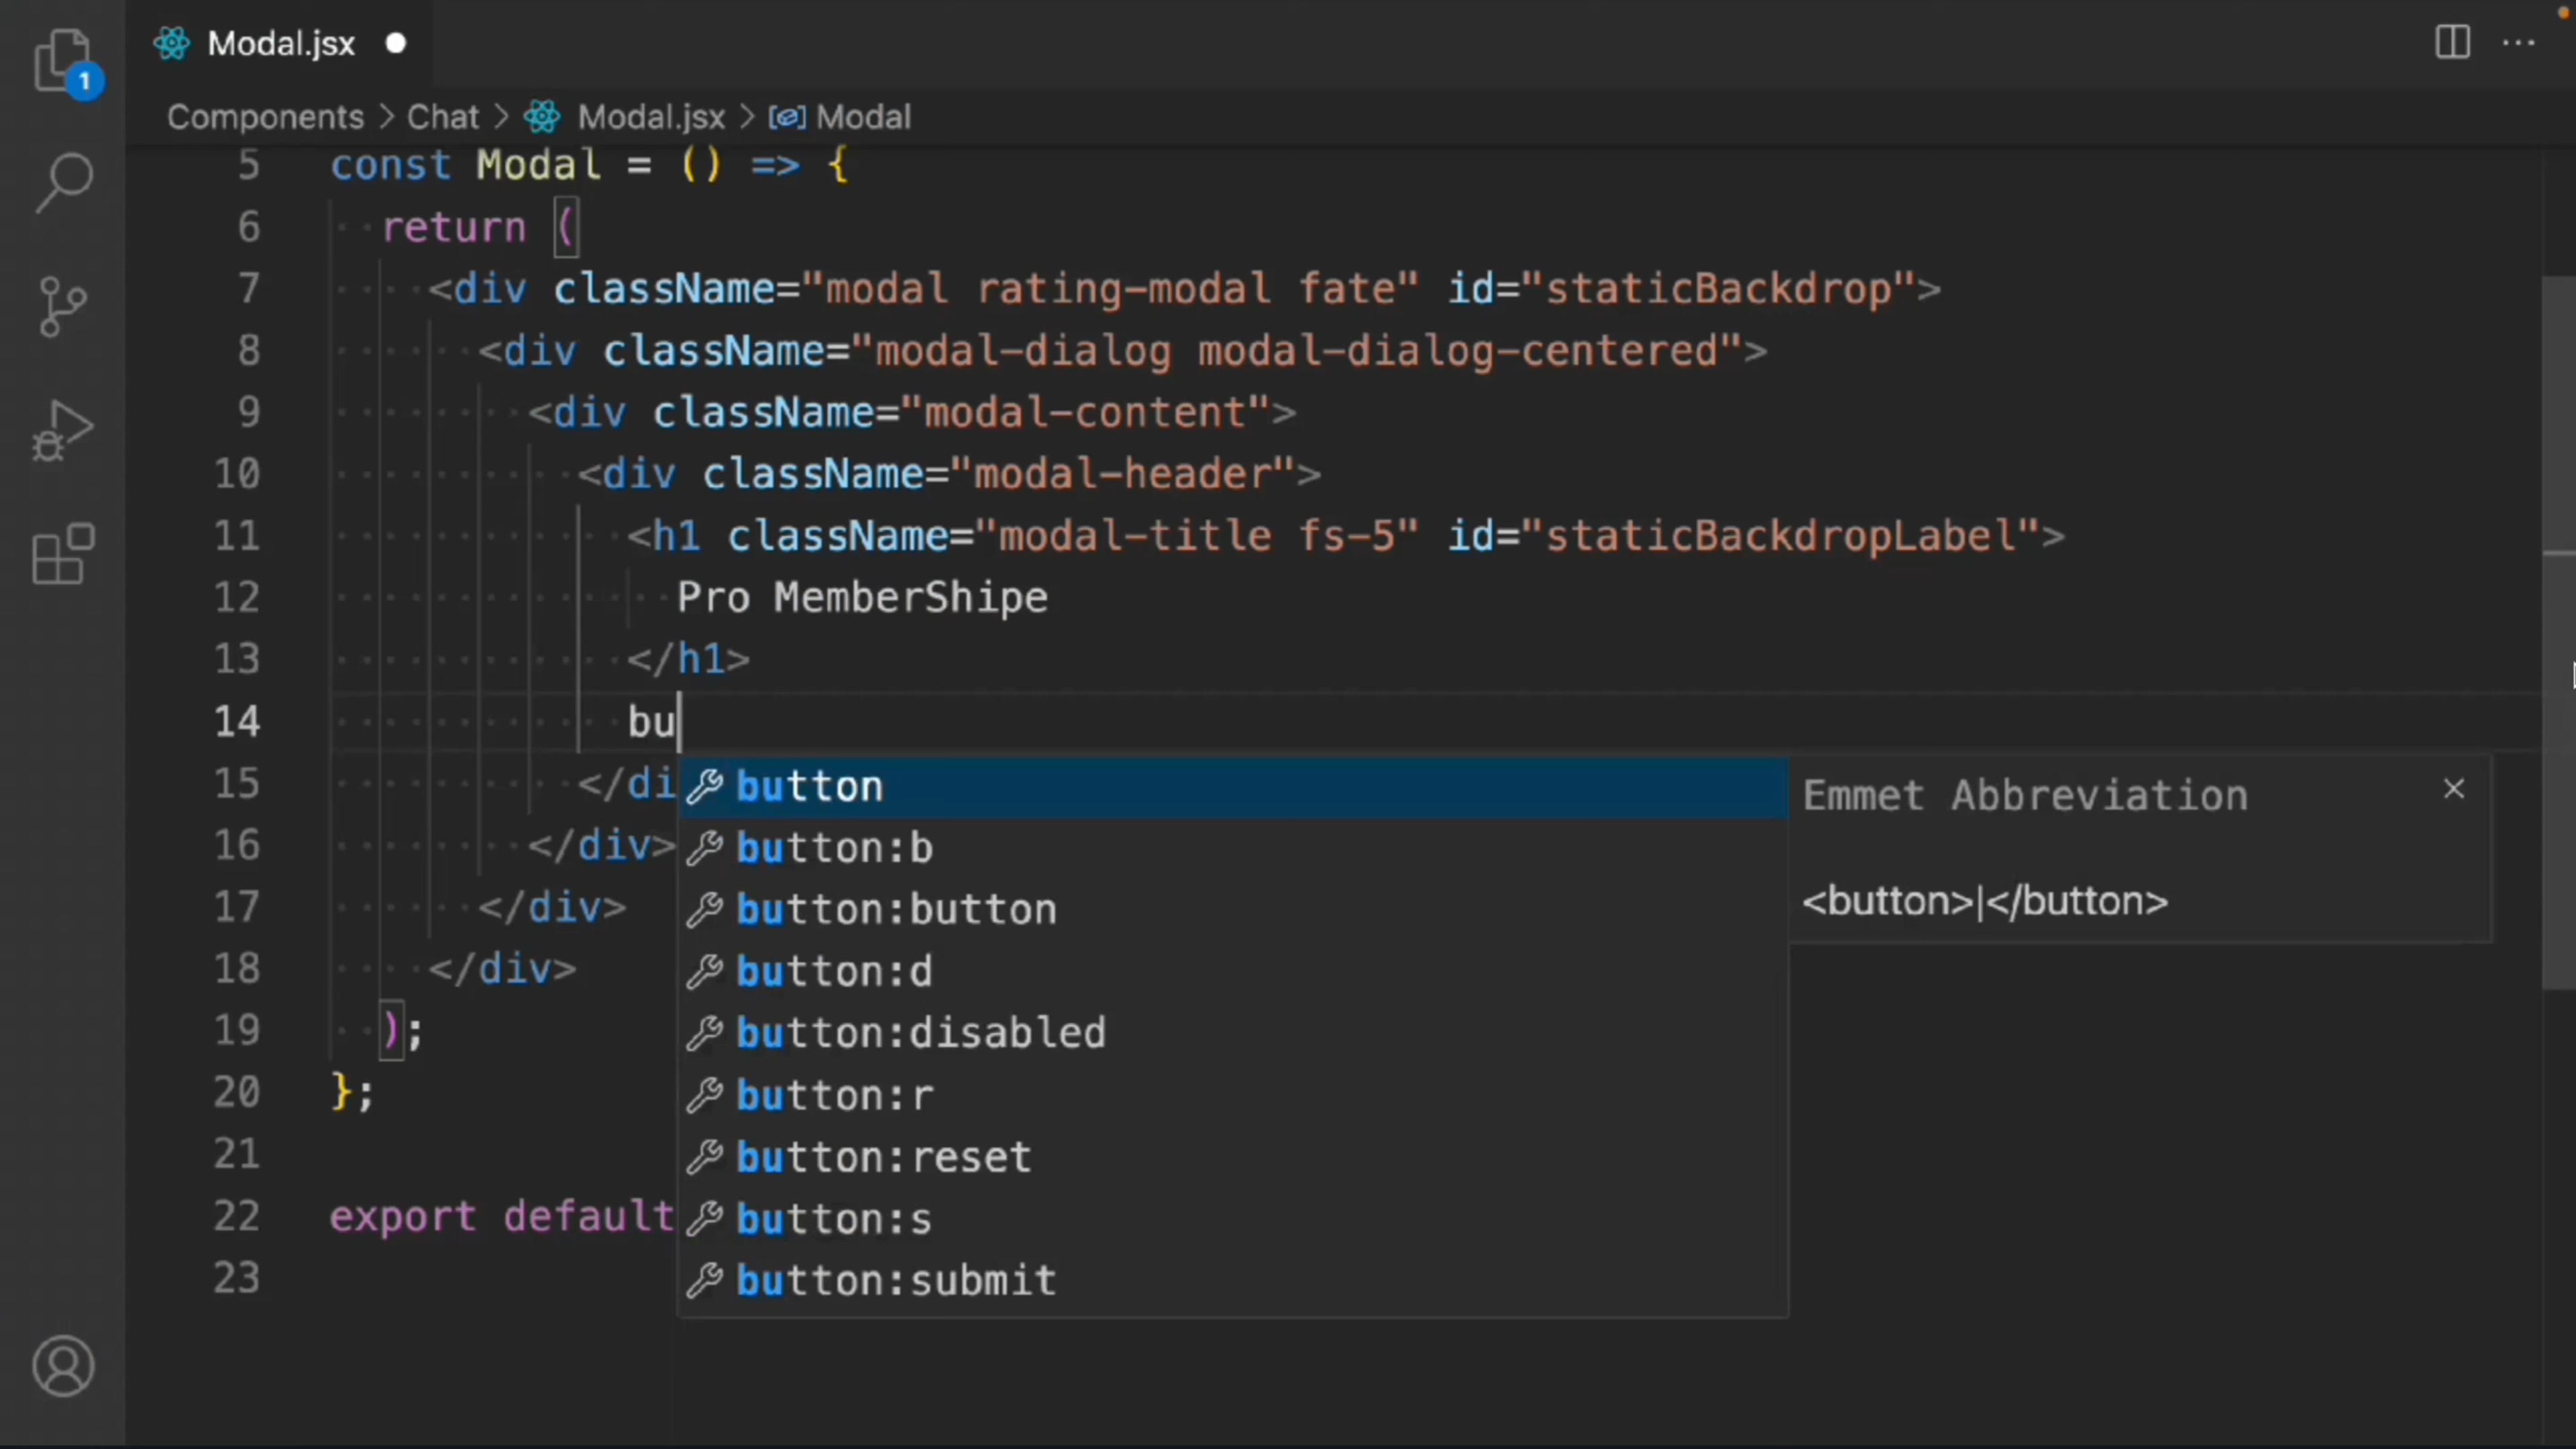 Modal.jsx
1
Components > Chat > Modal.jsx > Modal
5 const Modal = () => {
6 return (
7 <div className="modal rating-modal fate" id="staticBackdrop">
8 <div className="modal-dialog modal-dialog-centered">
9 <div className="modal-content">
10 <div className="modal-header">
11 <h1 className="modal-title fs-5" id="staticBackdropLabel">
12 Pro MemberShipe
13 </h1>
14 bu
15 </di
16 </div>
17 </div>
18 </div>
19 );
20 };
21
22 export default
23
button
button:b
button:button
button:d
button:disabled
button:r
button:reset
button:s
button:submit
Emmet Abbreviation
<button>|</button>